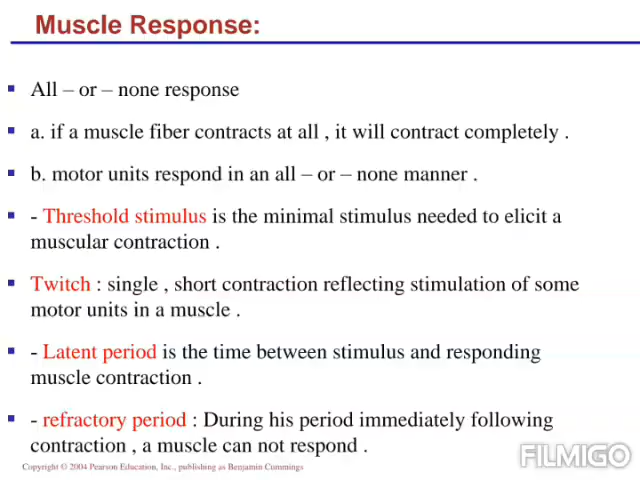 Muscle Response:
All – or – none response
a. if a muscle fiber contracts at all , it will contract completely .
b. motor units respond in an all – or – none manner .
- Threshold stimulus is the minimal stimulus needed to elicit a
muscular contraction .
Twitch : single , short contraction reflecting stimulation of some
motor units in a muscle .
- Latent period is the time between stimulus and responding
muscle contraction .
- refractory period : During his period immediately following
contraction , a muscle can not respond .
Copyright © 2004 Pearson Education, Inc., publishing as Benjamin Cummings
FILMIGO